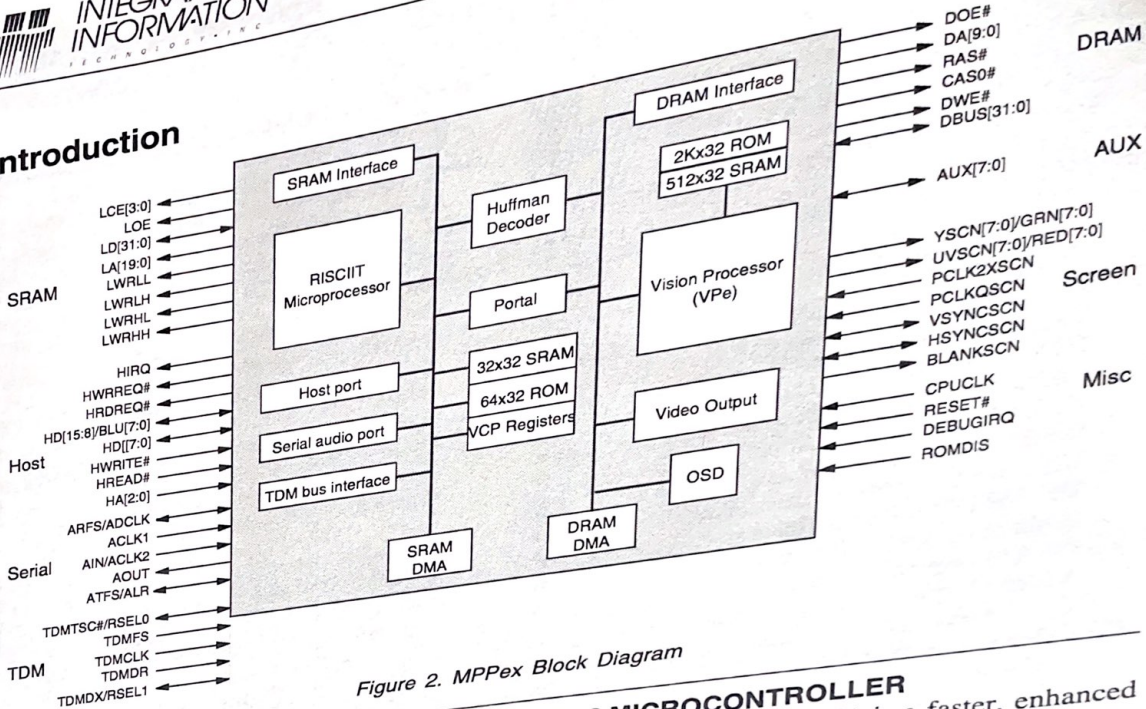 INFORMATION
TECHNOLOGY • INC
ntroduction
SRAM
LCE[3:0]
LOE
LD[31:0]
LA[19:0]
LWRLL
LWRLH
LWRHL
LWRHH
Host
HIRQ
HWRREQ#
HRDREQ#
HD[15:8]/BLU[7:0]
HD[[7:0]
HWRITE#
HREAD#
HA[2:0]
Serial
ARFS/ADCLK
ACLK1
AIN/ACLK2
AOUT
ATFS/ALR
TDM
TDMTSC#/RSEL0
TDMFS
TDMCLK
TDMDR
TDMDX/RSEL1
SRAM Interface
RISCIIT
Microprocessor
Host port
Serial audio port
TDM bus interface
SRAM
DMA
Huffman
Decoder
Portal
32x32 SRAM
64x32 ROM
VCP Registers
DRAM
DMA
DRAM Interface
2Kx32 ROM
512x32 SRAM
Vision Processor
(VPe)
Video Output
OSD
DRAM
DOE#
DA[9:0]
RAS#
CAS0#
DWE#
DBUS[31:0]
AUX
AUX[7:0]
Screen
YSCN[7:0]/GRN[7:0]
UVSCN[7:0]/RED[7:0]
PCLK2XSCN
PCLKQSCN
VSYNCSCN
HSYNCSCN
BLANKSCN
Misc
CPUCLK
RESET#
DEBUGIRQ
ROMDIS
Figure 2. MPPex Block Diagram
MICROCONTROLLER
faster, enhanced